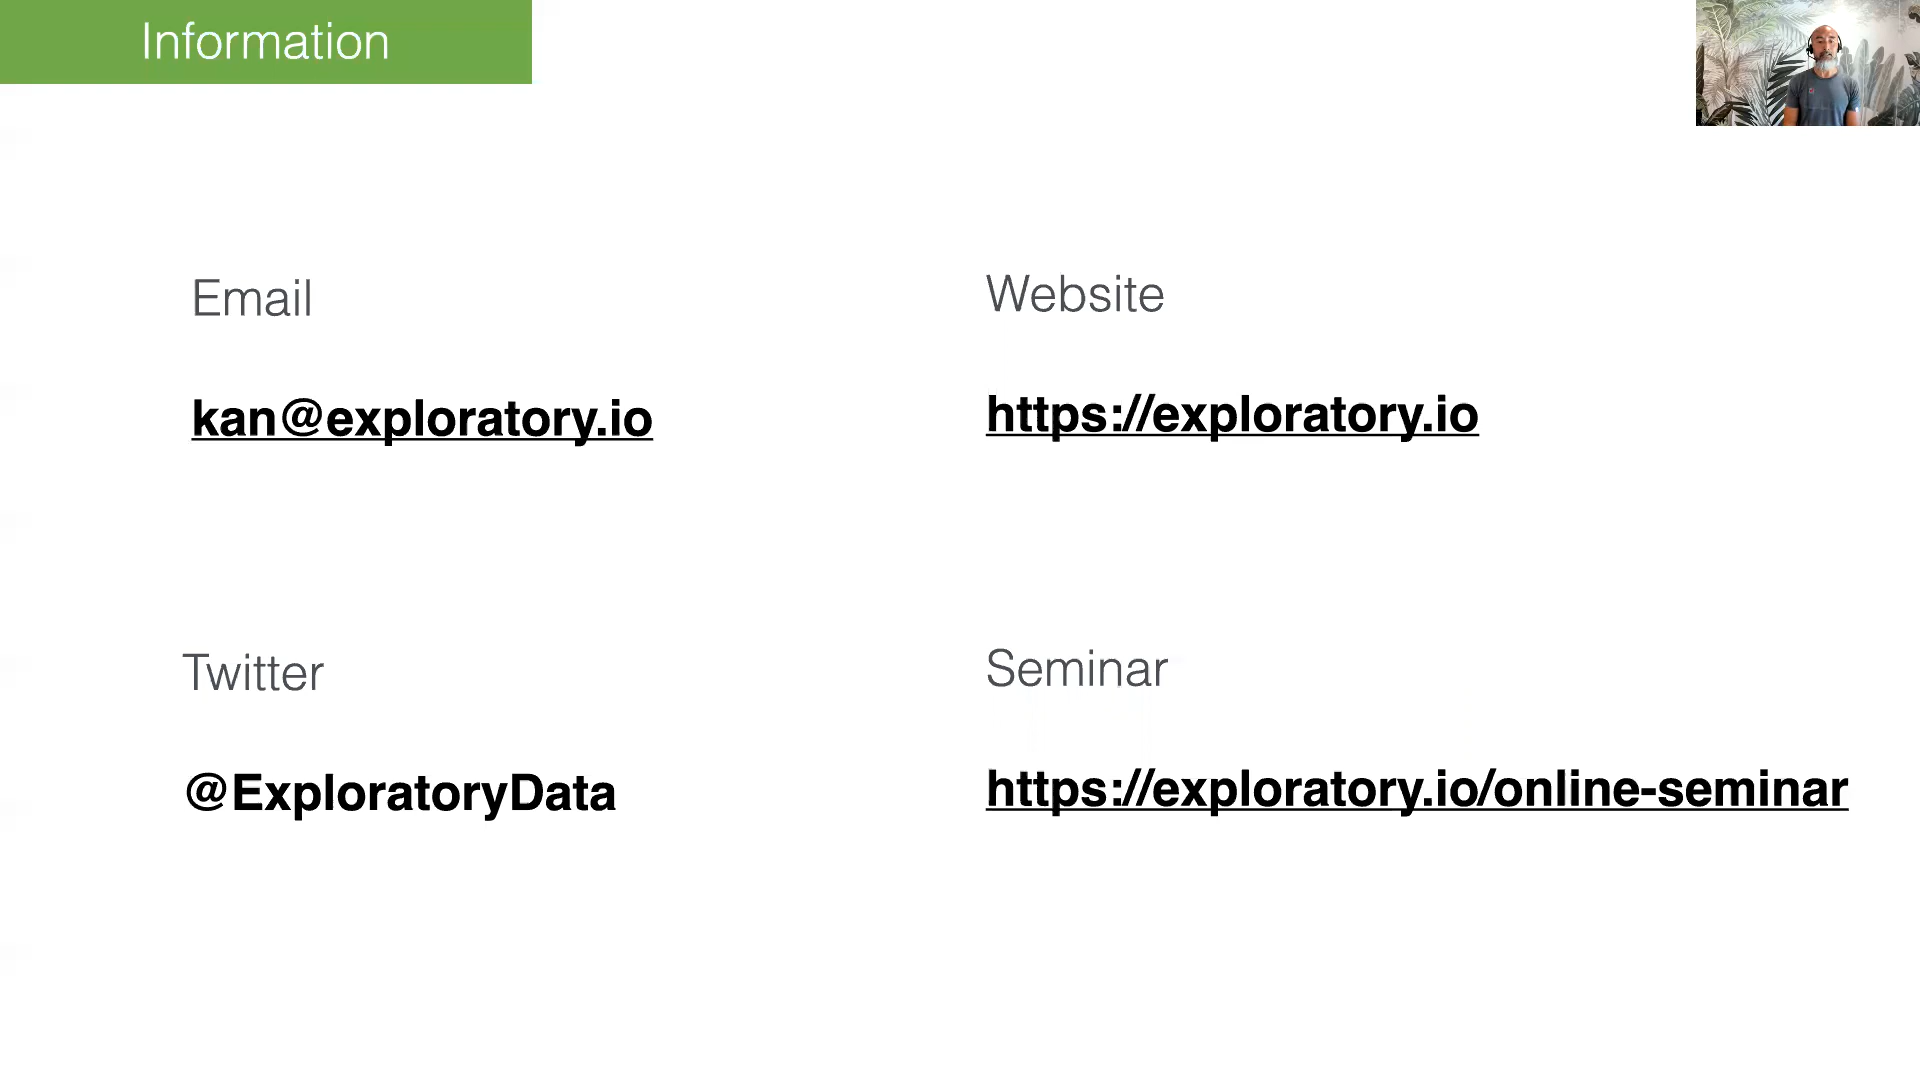 Information
Email
kan@exploratory.io
Website
https://exploratory.io
Twitter
@ExploratoryData
Seminar
https://exploratory.io/online-seminar